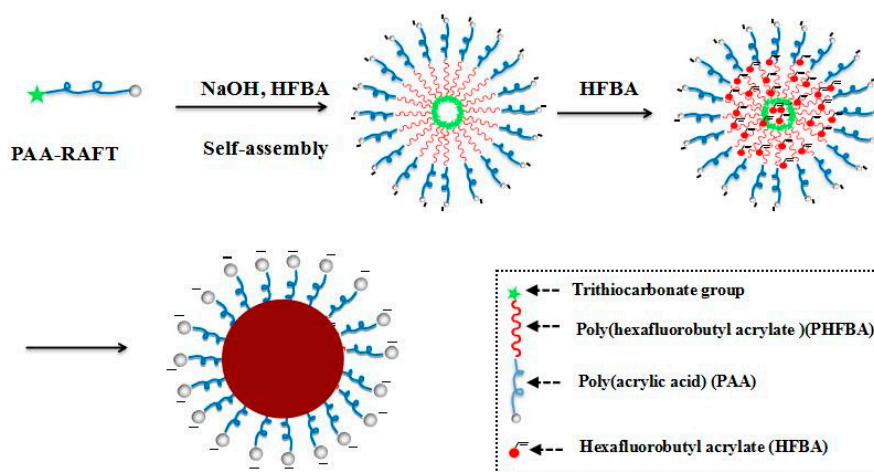 NaOH, HFBA
HFBA
Self-assembly
PAA-RAFT
Trithiocarbonate group
Poly(hexafluorobutyl acrylate )(PHFBA)
Poly(acrylic acid) (PAA)
Hexafluorobutyl acrylate (HFBA)